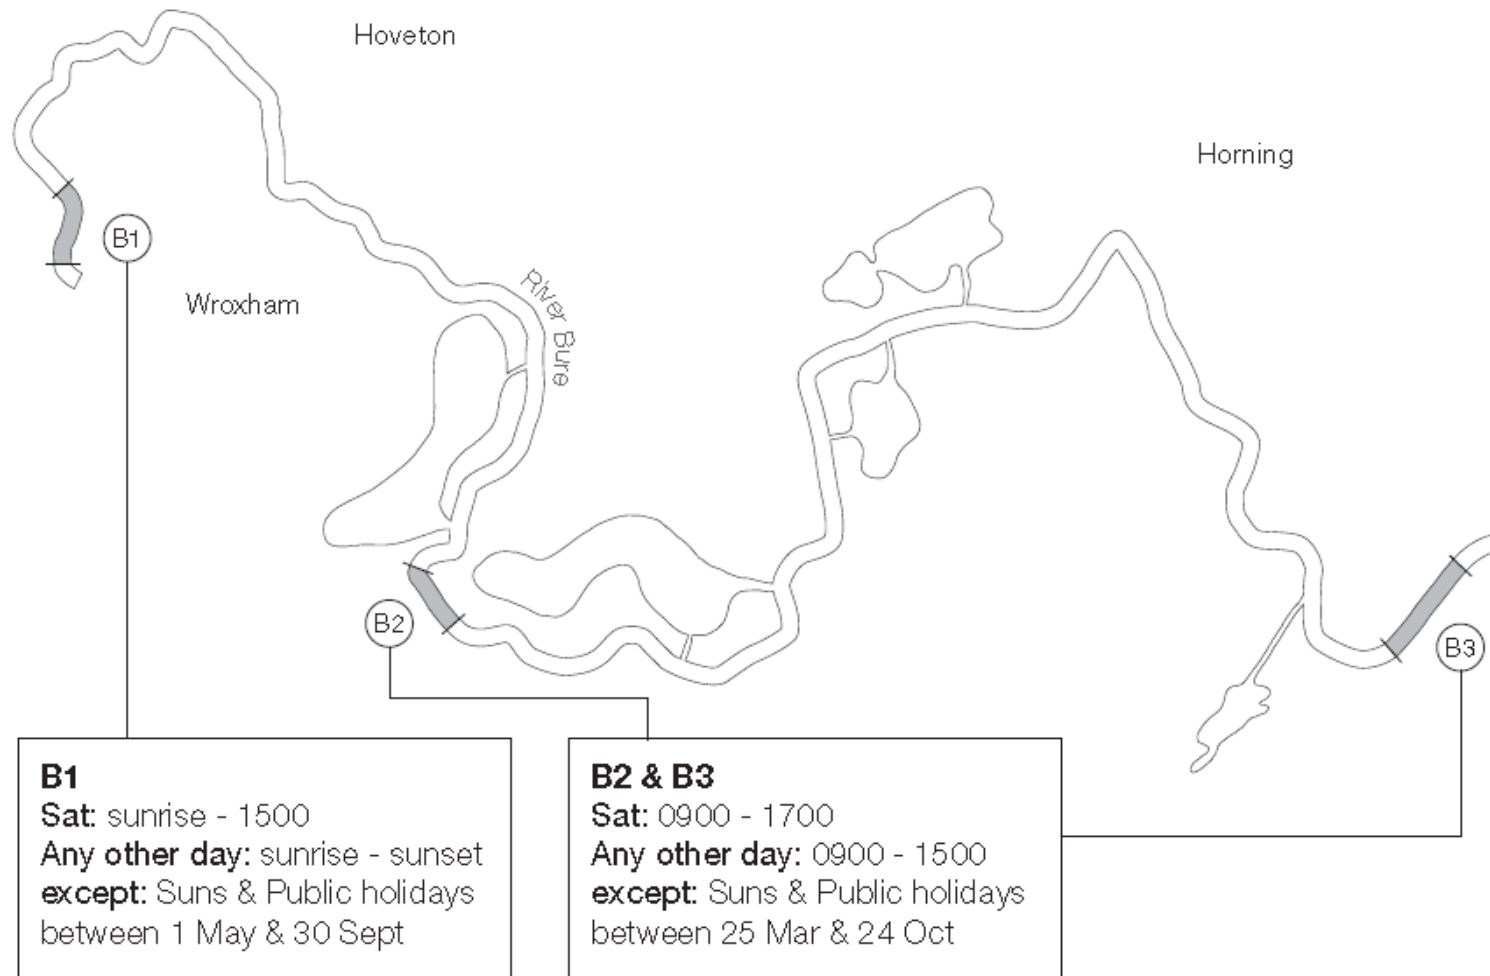 Hoveton
Horning
B1
Wroxham
River Bure
B2
B3
B1
Sat: sunrise - 1500
Any other day: sunrise - sunset
except: Suns & Public holidays
between 1 May & 30 Sept
B2 & B3
Sat: 0900 - 1700
Any other day: 0900 - 1500
except: Suns & Public holidays
between 25 Mar & 24 Oct